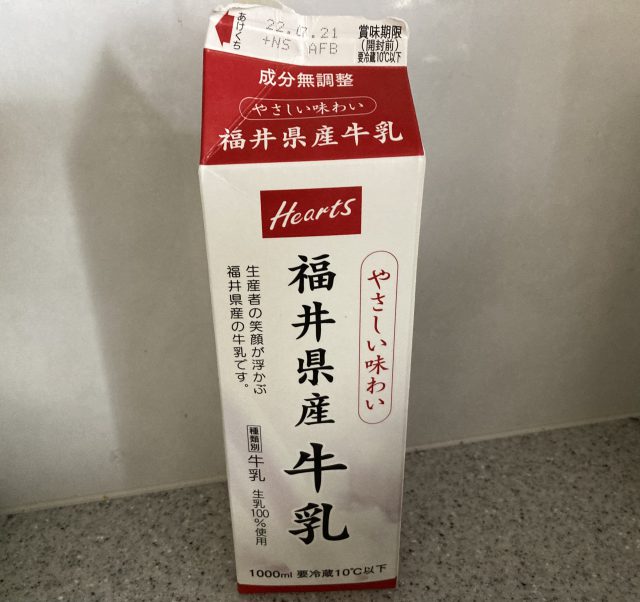 あけくち
22.07.21
+NS AFB
賞味期限
(開封前)
要冷蔵10℃以下
成分無調整
やさしい味わい
福井県産牛乳
Hearts
やさしい味わい
福井県産牛乳
生産者の笑顔が浮かぶ
福井県産の牛乳です。
種類別 牛乳 生乳100%使用
1000ml 要冷蔵10℃以下